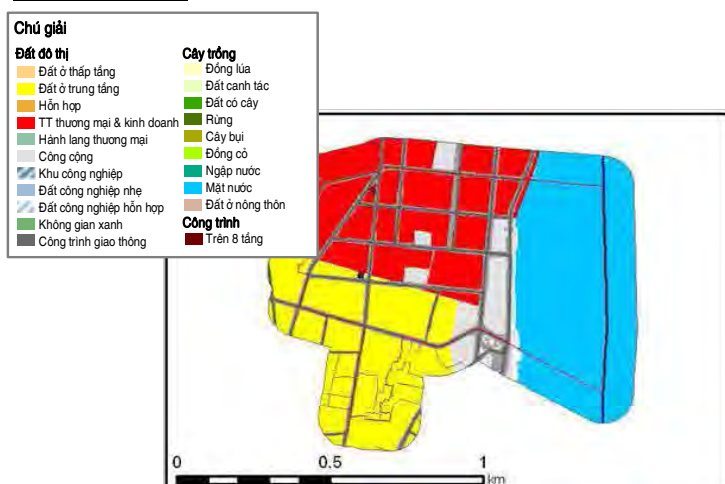 Chú giải
Đất đô thị
Đất ở thấp tầng
Đất ở trung tầng
Hỗn hợp
TT thương mại & kinh doanh
Hành lang thương mại
Công cộng
Khu công nghiệp
Đất công nghiệp nhẹ
Đất công nghiệp hỗn hợp
Không gian xanh
Công trình giao thông
Cây trồng
Đồng lúa
Đất canh tác
Đất có cây
Rừng
Cây bụi
Đồng cỏ
Ngập nước
Mặt nước
Đất ở nông thôn
Công trình
Trên 8 tầng
0 0.5 1
km